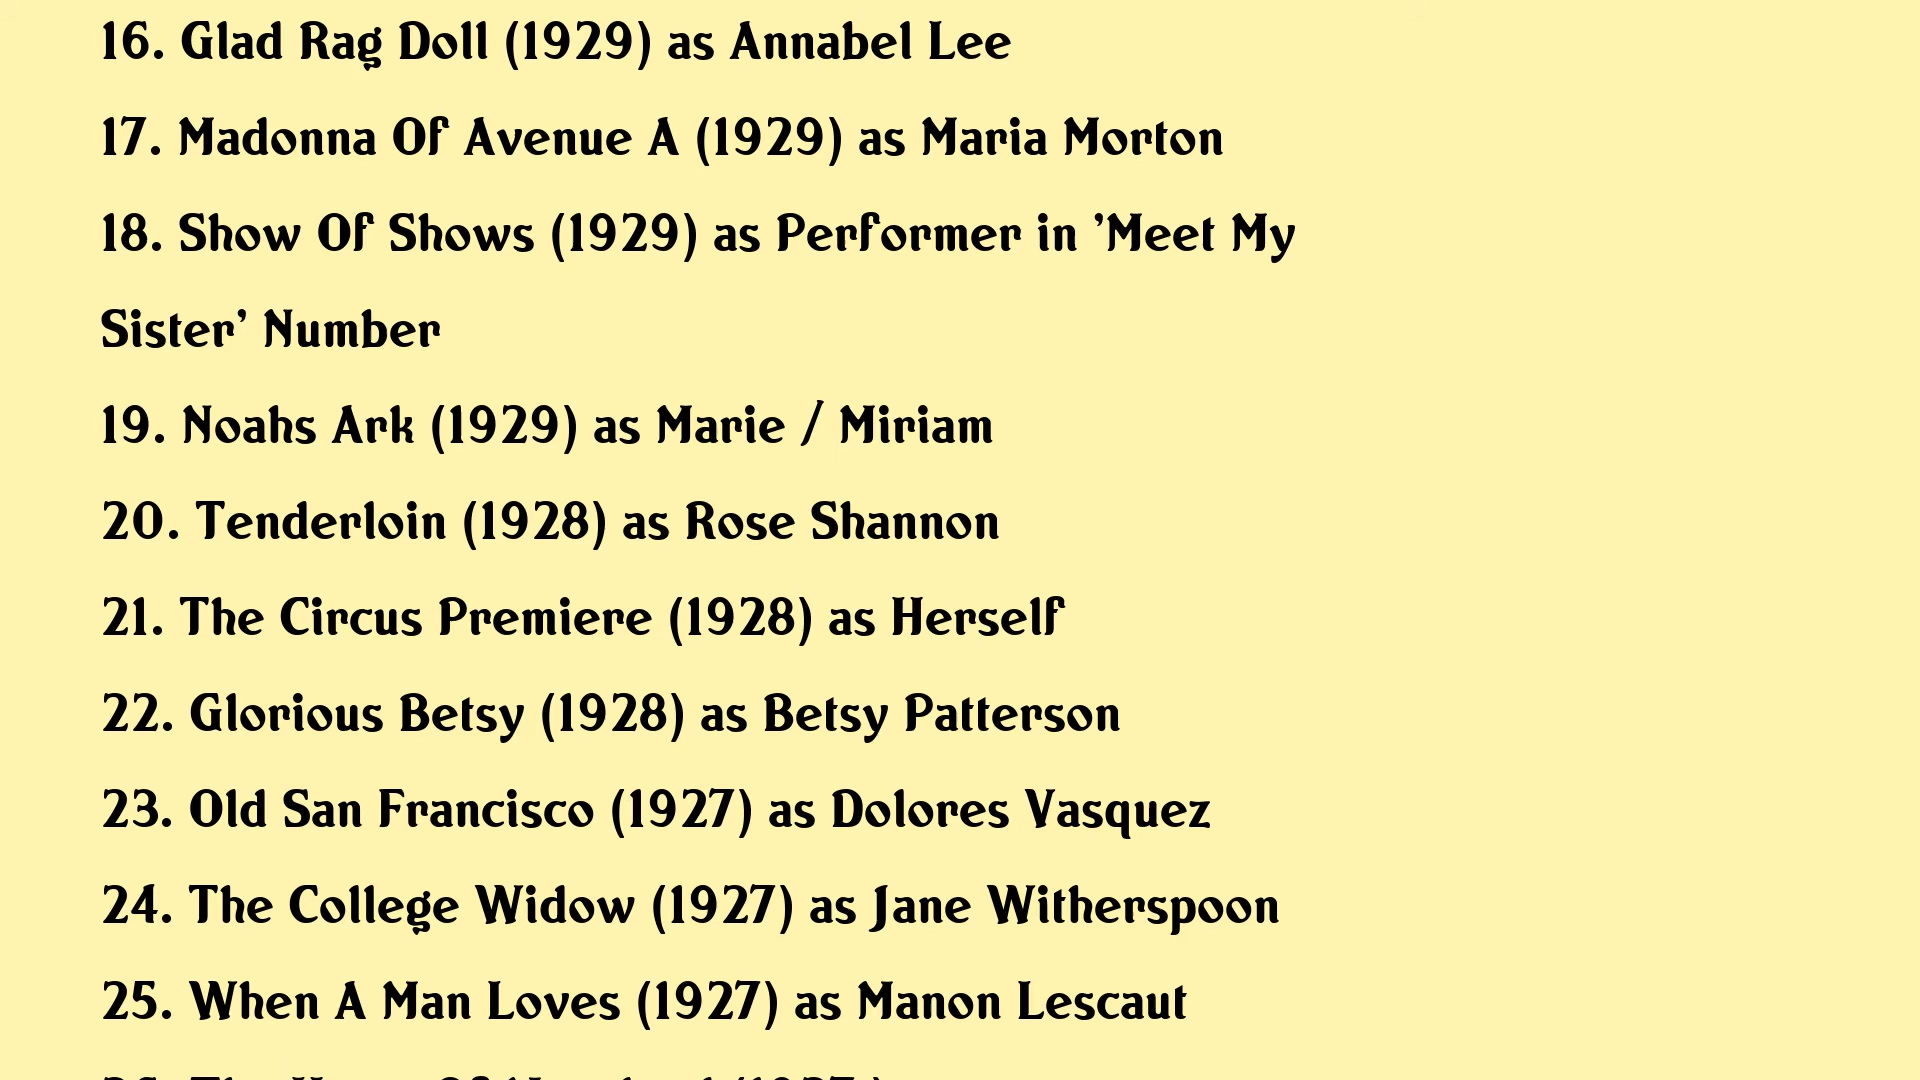 16. Glad Rag Doll (1929) as Annabel Lee
17. Madonna Of Avenue A (1929) as Maria Morton
18. Show Of Shows (1929) as Performer in 'Meet My
Sister' Number
19. Noahs Ark (1929) as Marie / Miriam
20. Tenderloin (1928) as Rose Shannon
21. The Circus Premiere (1928) as Herself
22. Glorious Betsy (1928) as Betsy Patterson
23. Old San Francisco (1927) as Dolores Vasquez
24. The College Widow (1927) as Jane Witherspoon
25. When A Man Loves (1927) as Manon Lescaut